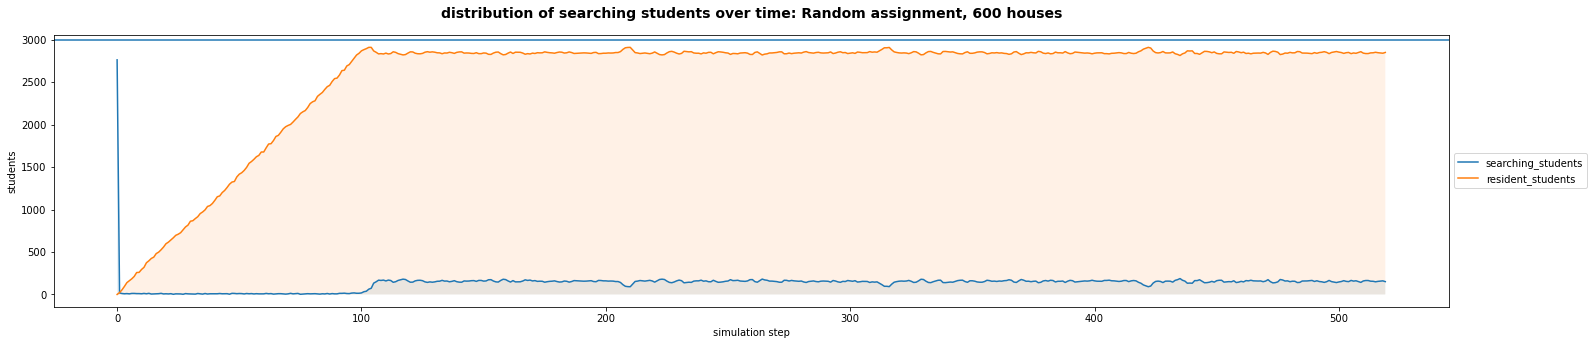 distribution of searching students over time: Random assignment, 600 houses
3000
2500
2000
1500
1000
500
0
students
0 100 200 300 400 500
simulation step
searching_students
resident_students